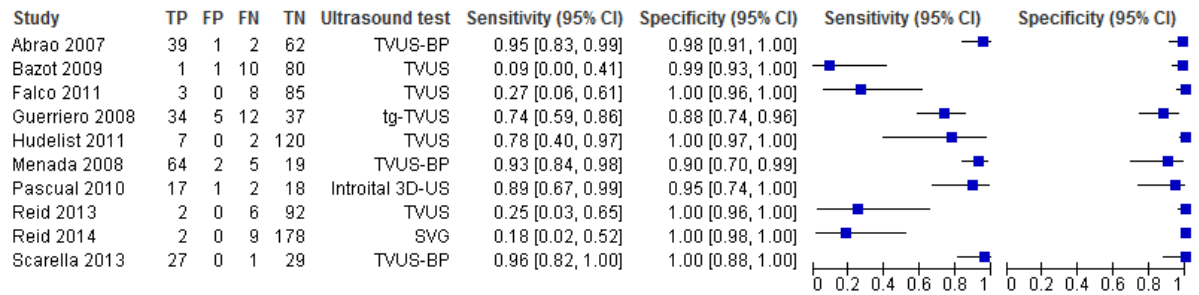 Study TP FP FN TN Ultrasound test Sensitivity (95% CI) Specificity (95% CI) Sensitivity (95% CI) Specificity (95% CI)
Abrao 2007 39 1 2 62 TVUS-BP 0.95 [0.83, 0.99] 0.98 [0.91, 1.00]
Bazot 2009 1 1 10 80 TVUS 0.09 [0.00, 0.41] 0.99 [0.93, 1.00]
Falco 2011 3 0 8 85 TVUS 0.27 [0.06, 0.61] 1.00 [0.96, 1.00]
Guerriero 2008 34 5 12 37 tg-TVUS 0.74 [0.59, 0.86] 0.88 [0.74, 0.96]
Hudelist 2011 7 0 2 120 TVUS 0.78 [0.40, 0.97] 1.00 [0.97, 1.00]
Menada 2008 64 2 5 19 TVUS-BP 0.93 [0.84, 0.98] 0.90 [0.70, 0.99]
Pascual 2010 17 1 2 18 Introital 3D-US 0.89 [0.67, 0.99] 0.95 [0.74, 1.00]
Reid 2013 2 0 6 92 TVUS 0.25 [0.03, 0.65] 1.00 [0.96, 1.00]
Reid 2014 2 0 9 178 SVG 0.18 [0.02, 0.52] 1.00 [0.98, 1.00]
Scarella 2013 27 0 1 29 TVUS-BP 0.96 [0.82, 1.00] 1.00 [0.88, 1.00]
0 0.2 0.4 0.6 0.8 1 0 0.2 0.4 0.6 0.8 1